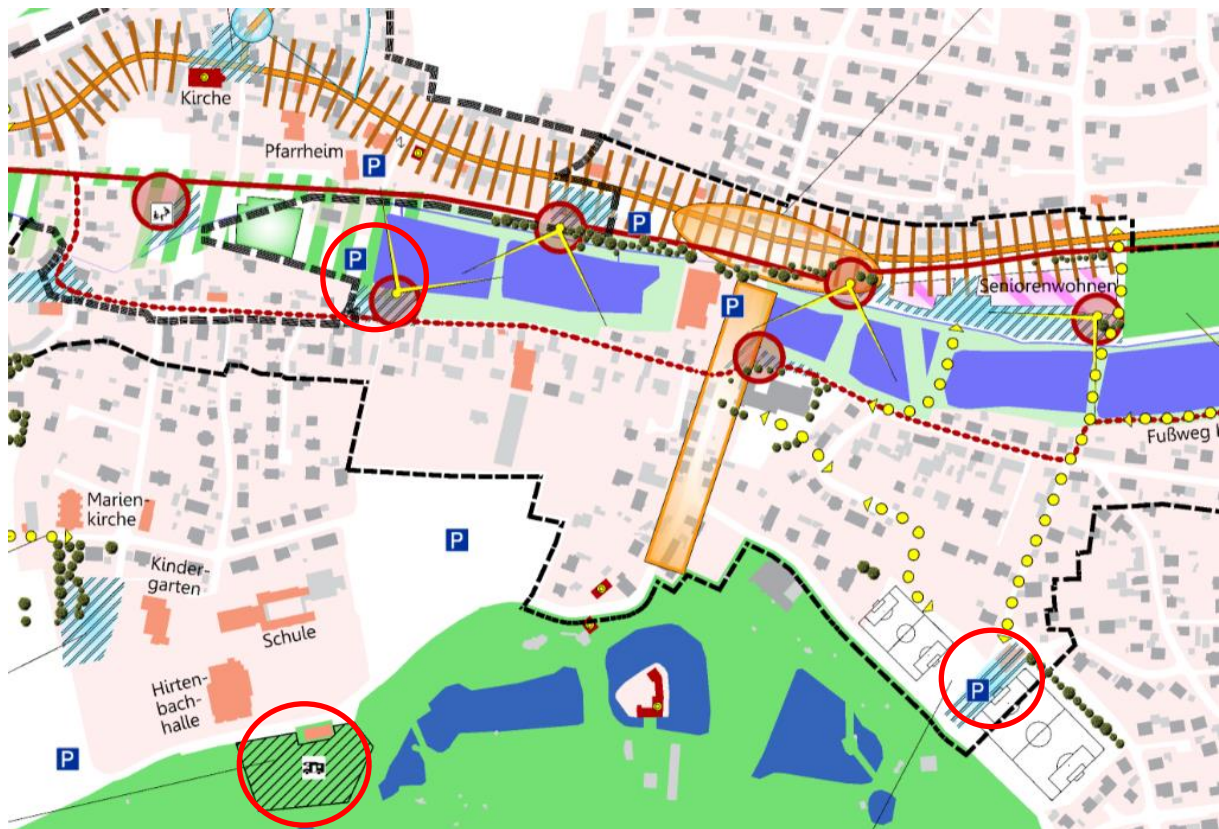 Kirche
Pfarrheim
P
P
P
P
Seniorenwohnen
Fußweg
Marien-
kirche
P
Kinder-
garten
Schule
Hirten-
bach-
halle
P
P